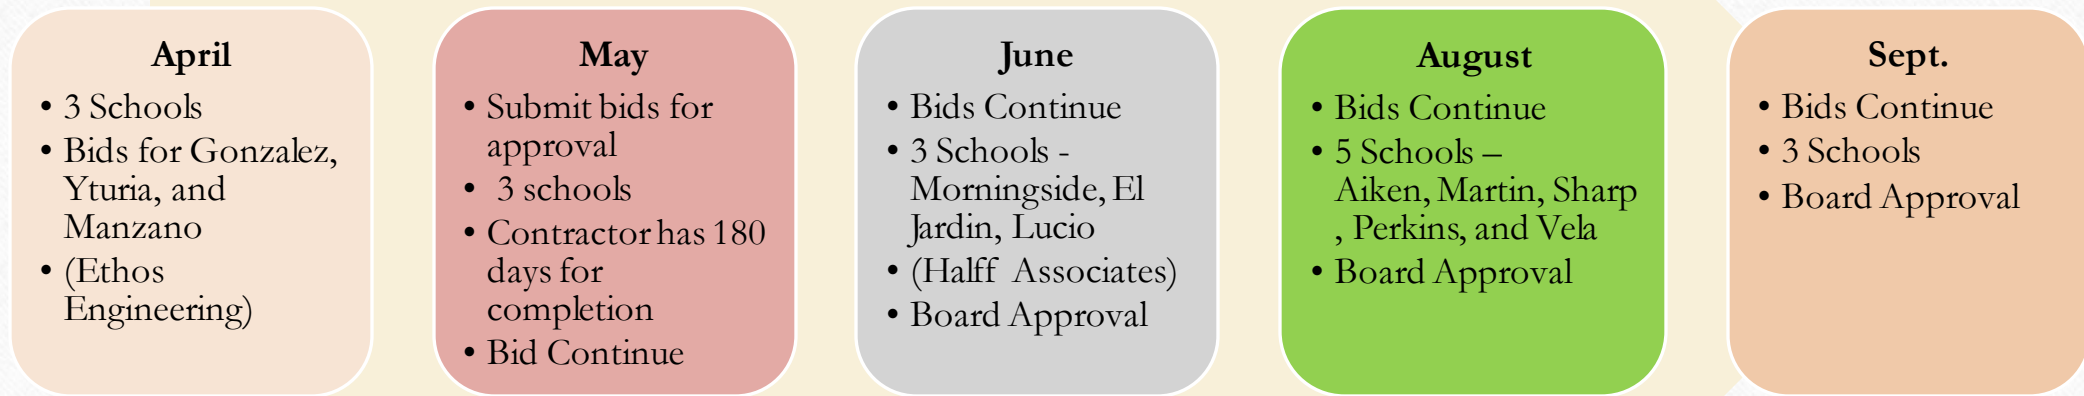 April
• 3 Schools
• Bids for Gonzalez,
Yturia, and
Manzano
• (Ethos
Engineering)
May
• Submit bids for
approval
• 3 schools
• Contractor has 180
days for
completion
• Bid Continue
June
• Bids Continue
• 3 Schools -
Morningside, El
Jardin, Lucio
• (Halff Associates)
• Board Approval
August
• Bids Continue
• 5 Schools –
Aiken, Martin, Sharp
, Perkins, and Vela
• Board Approval
Sept.
• Bids Continue
• 3 Schools
• Board Approval